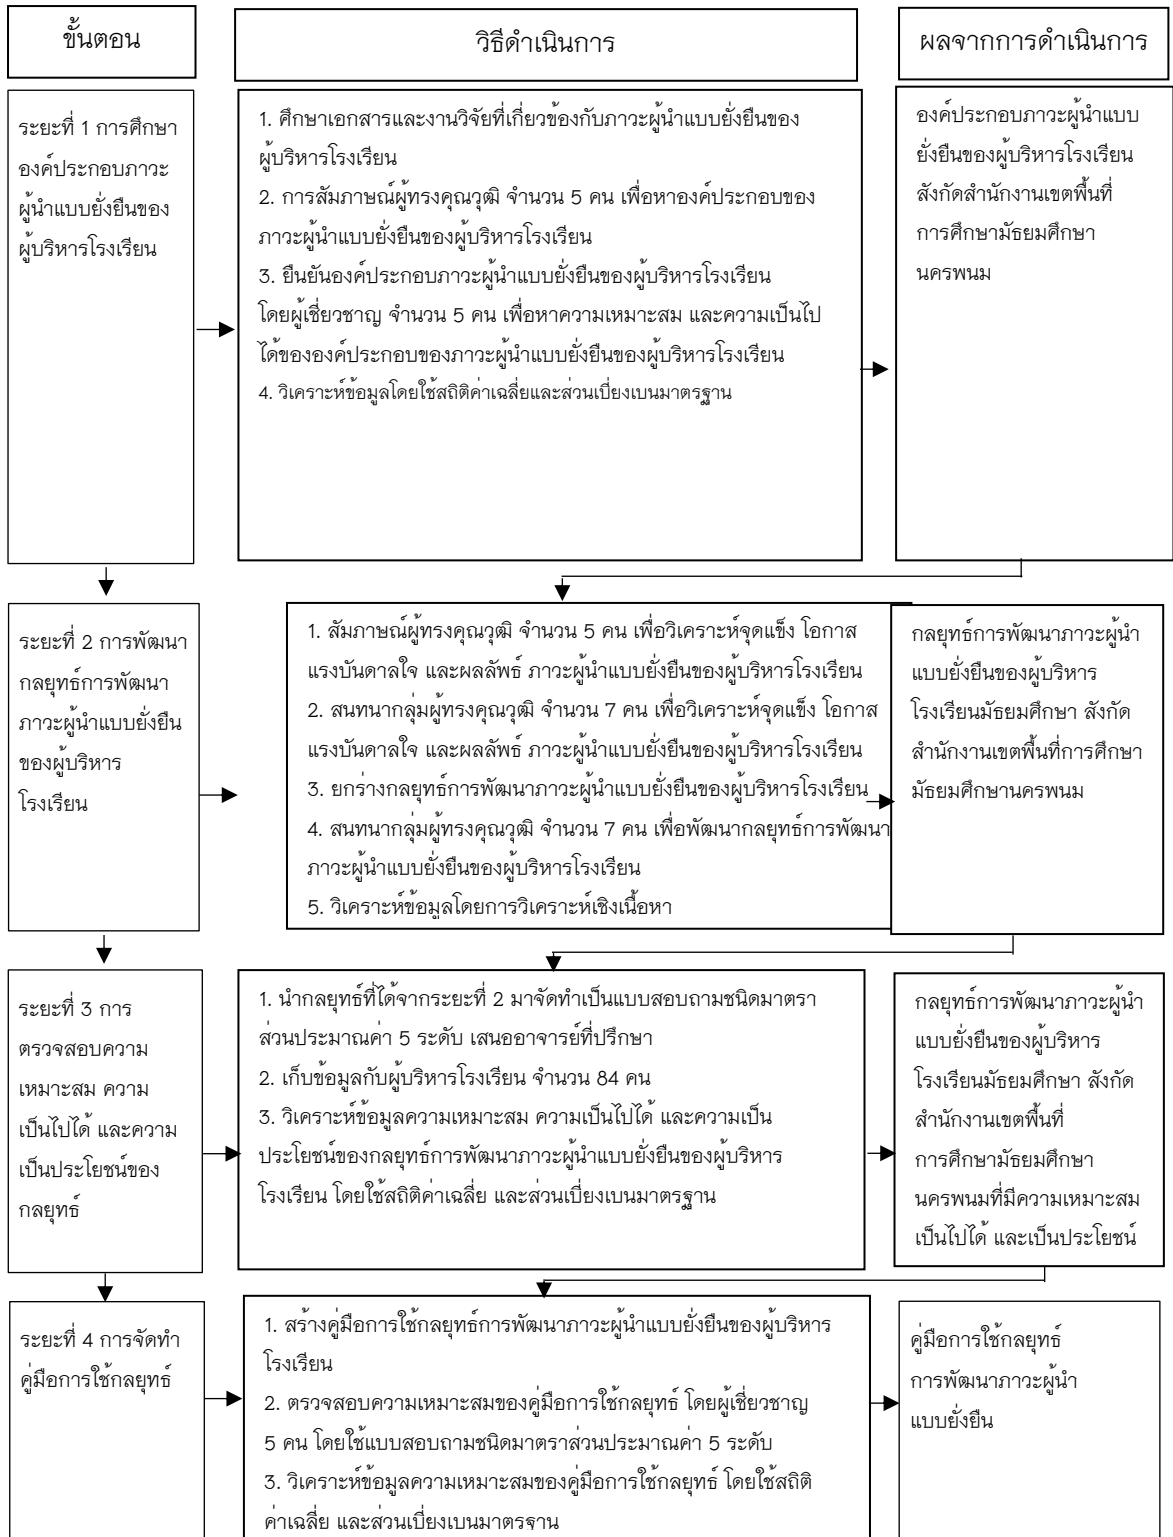 ขั้นตอน
วิธีดำเนินการ
ผลจากการดำเนินการ
ระยะที่ 1 การศึกษา
องค์ประกอบภาวะ
ผู้นำแบบยั่งยืนของ
ผู้บริหารโรงเรียน
1. ศึกษาเอกสารและงานวิจัยที่เกี่ยวข้องกับภาวะผู้นำแบบยั่งยืนของ
ผู้บริหารโรงเรียน
2. การสัมภาษณ์ผู้ทรงคุณวุฒิ จำนวน 5 คน เพื่อหาองค์ประกอบของ
ภาวะผู้นำแบบยั่งยืนของผู้บริหารโรงเรียน
3. ยืนยันองค์ประกอบภาวะผู้นำแบบยั่งยืนของผู้บริหารโรงเรียน
โดยผู้เชี่ยวชาญ จำนวน 5 คน เพื่อหาความเหมาะสม และความเป็นไป
ได้ขององค์ประกอบของภาวะผู้นำแบบยั่งยืนของผู้บริหารโรงเรียน
4. วิเคราะห์ข้อมูลโดยใช้สถิติค่าเฉลี่ยและส่วนเบี่ยงเบนมาตรฐาน
องค์ประกอบภาวะผู้นำแบบ
ยั่งยืนของผู้บริหารโรงเรียน
สังกัดสำนักงานเขตพื้นที่
การศึกษามัธยมศึกษา
นครพนม
ระยะที่ 2 การพัฒนา
กลยุทธ์การพัฒนา
ภาวะผู้นำแบบยั่งยืน
ของผู้บริหาร
โรงเรียน
1. สัมภาษณ์ผู้ทรงคุณวุฒิ จำนวน 5 คน เพื่อวิเคราะห์จุดแข็ง โอกาส
แรงบันดาลใจ และผลลัพธ์ ภาวะผู้นำแบบยั่งยืนของผู้บริหารโรงเรียน
2. สนทนากลุ่มผู้ทรงคุณวุฒิ จำนวน 7 คน เพื่อวิเคราะห์จุดแข็ง โอกาส
แรงบันดาลใจ และผลลัพธ์ ภาวะผู้นำแบบยั่งยืนของผู้บริหารโรงเรียน
3. ยกร่างกลยุทธ์การพัฒนาภาวะผู้นำแบบยั่งยืนของผู้บริหารโรงเรียน
4. สนทนากลุ่มผู้ทรงคุณวุฒิ จำนวน 7 คน เพื่อพัฒนากลยุทธ์การพัฒนา
ภาวะผู้นำแบบยั่งยืนของผู้บริหารโรงเรียน
5. วิเคราะห์ข้อมูลโดยการวิเคราะห์เชิงเนื้อหา
กลยุทธ์การพัฒนาภาวะผู้นำ
แบบยั่งยืนของผู้บริหาร
โรงเรียนมัธยมศึกษา สังกัด
สำนักงานเขตพื้นที่การศึกษา
มัธยมศึกษานครพนม
ระยะที่ 3 การ
ตรวจสอบความ
เหมาะสม ความ
เป็นไปได้ และความ
เป็นประโยชน์ของ
กลยุทธ์
1. นำกลยุทธ์ที่ได้จากระยะที่ 2 มาจัดทำเป็นแบบสอบถามชนิดมาตรา
ส่วนประมาณค่า 5 ระดับ เสนออาจารย์ที่ปรึกษา
2. เก็บข้อมูลกับผู้บริหารโรงเรียน จำนวน 84 คน
3. วิเคราะห์ข้อมูลความเหมาะสม ความเป็นไปได้ และความเป็น
ประโยชน์ของกลยุทธ์การพัฒนาภาวะผู้นำแบบยั่งยืนของผู้บริหาร
โรงเรียน โดยใช้สถิติค่าเฉลี่ย และส่วนเบี่ยงเบนมาตรฐาน
กลยุทธ์การพัฒนาภาวะผู้นำ
แบบยั่งยืนของผู้บริหาร
โรงเรียนมัธยมศึกษา สังกัด
สำนักงานเขตพื้นที่
การศึกษามัธยมศึกษา
นครพนมที่มีความเหมาะสม
เป็นไปได้ และเป็นประโยชน์
ระยะที่ 4 การจัดทำ
คู่มือการใช้กลยุทธ์
1. สร้างคู่มือการใช้กลยุทธ์การพัฒนาภาวะผู้นำแบบยั่งยืนของผู้บริหาร
โรงเรียน
2. ตรวจสอบความเหมาะสมของคู่มือการใช้กลยุทธ์ โดยผู้เชี่ยวชาญ
5 คน โดยใช้แบบสอบถามชนิดมาตราส่วนประมาณค่า 5 ระดับ
3. วิเคราะห์ข้อมูลความเหมาะสมของคู่มือการใช้กลยุทธ์ โดยใช้สถิติ
ค่าเฉลี่ย และส่วนเบี่ยงเบนมาตรฐาน
คู่มือการใช้กลยุทธ์
การพัฒนาภาวะผู้นำ
แบบยั่งยืน